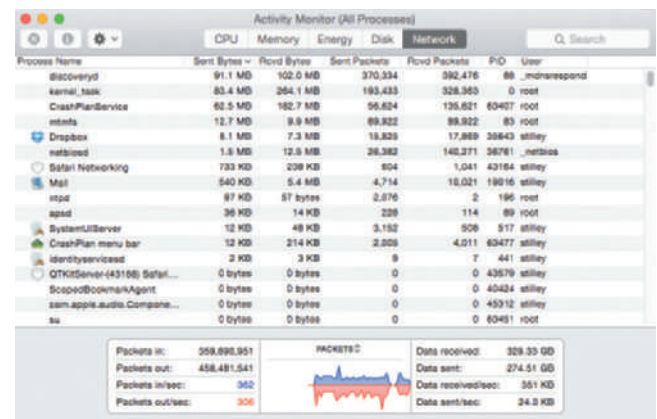 Activity Monitor (All Processes)
CPU Memory Energy Disk Network Search
Process Name Sent Bytes Rcvd Bytes Sent Packets Rcvd Packets PID User
discoveryd 91.1 MB 102.0 MB 370,334 392,476 88 _mdnsrespond
kernel_task 83.4 MB 264.1 MB 193,433 328,363 0 root
CrashPlanService 62.5 MB 182.7 MB 56,624 135,621 60407 root
mtmfs 12.7 MB 9.9 MB 89,922 89,922 83 root
Dropbox 8.1 MB 7.3 MB 15,825 17,869 35643 stilley
netbiosd 1.5 MB 12.5 MB 26,382 140,271 36761 _netbios
Safari Networking 733 KB 239 KB 804 1,041 43164 stilley
Mail 540 KB 5.4 MB 4,714 10,021 19016 stilley
ntpd 97 KB 57 bytes 2,076 2 196 root
apsd 36 KB 14 KB 228 114 89 root
SystemUIServer 12 KB 48 KB 3,152 508 517 stilley
CrashPlan menu bar 12 KB 214 KB 2,005 4,011 60477 stilley
identityservicesd 2 KB 3 KB 9 7 441 stilley
QTKitServer-(43166) Safari... 0 bytes 0 bytes 0 0 43579 stilley
ScopedBookmarkAgent 0 bytes 0 bytes 0 0 40424 stilley
com.apple.audio.Compone... 0 bytes 0 bytes 0 0 45312 stilley
su 0 bytes 0 bytes 0 0 60451 root
Packets in: 359,690,951
Packets out: 458,481,541
Packets in/sec: 362
Packets out/sec: 306
PACKETS
Data received: 329.33 GB
Data sent: 274.51 GB
Data received/sec: 351 KB
Data sent/sec: 24.3 KB